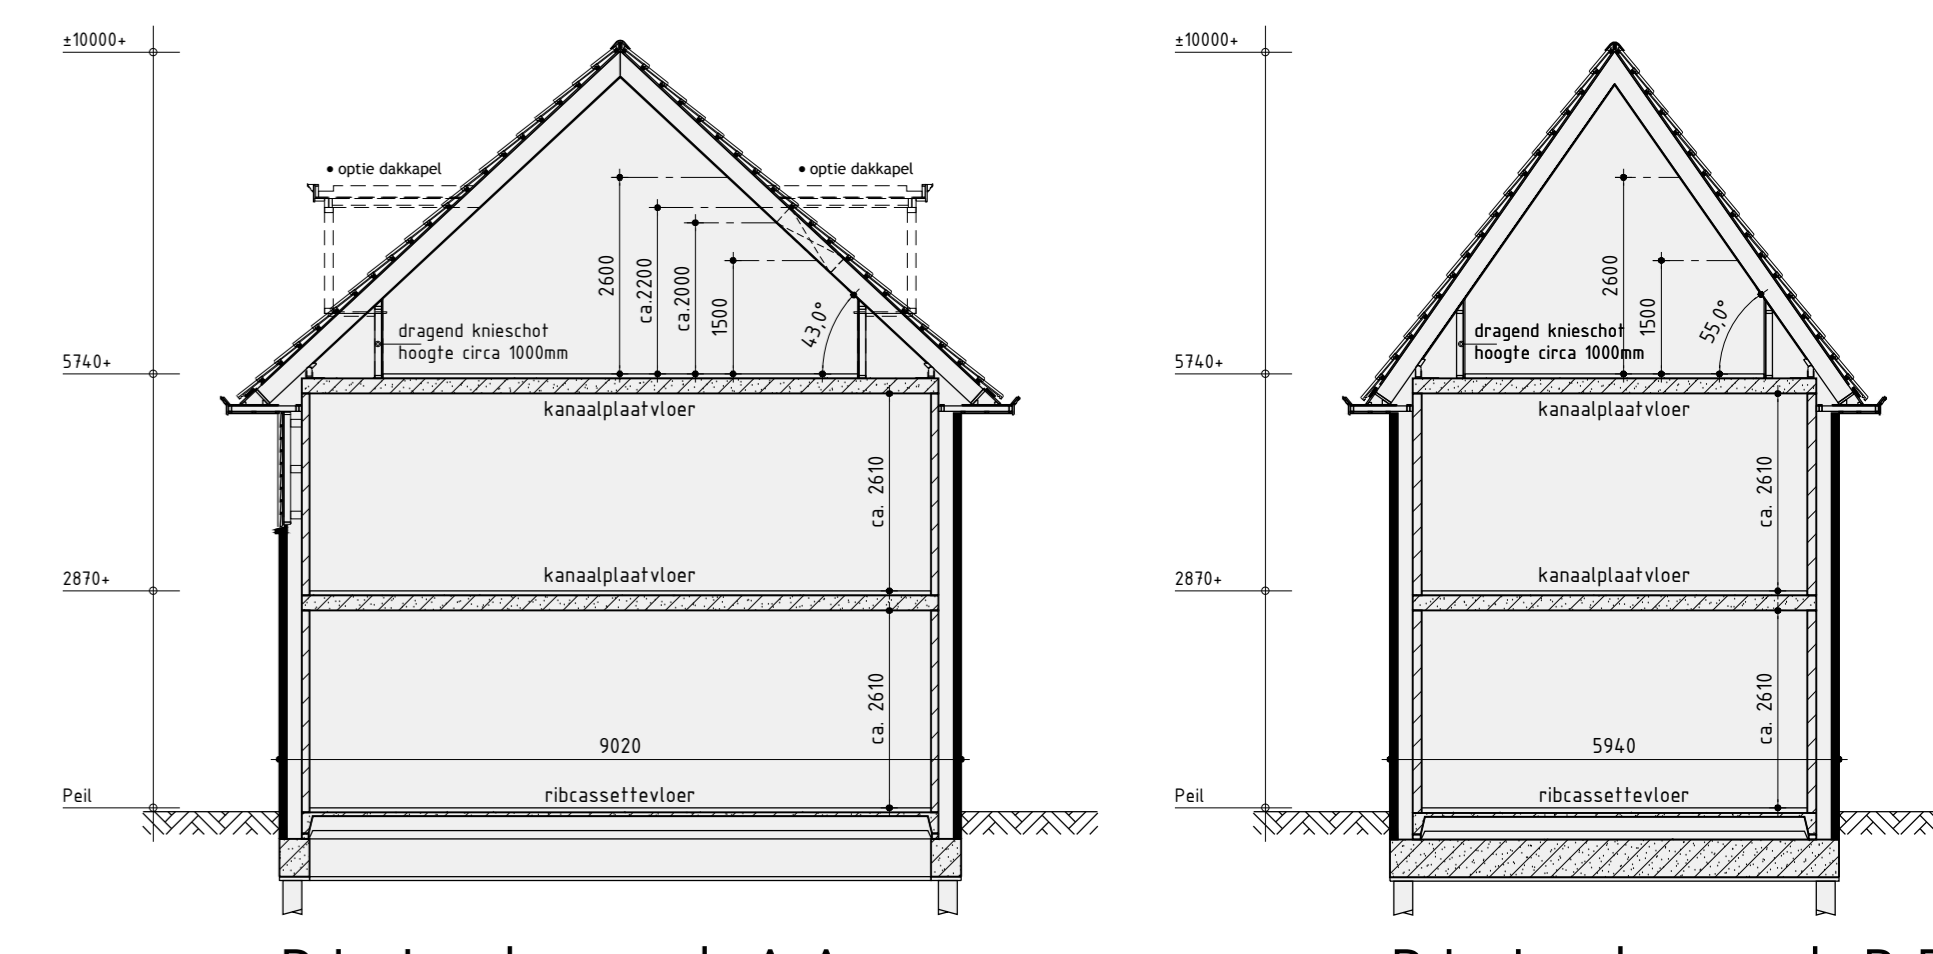 ±10000+
• optie dakkapel
• optie dakkapel
2600
ca.2200
ca.2000
1500
43,0°
dragend knieschot
hoogte circa 1000mm
5740+
kanaalplaatvloer
ca. 2610
kanaalplaatvloer
2870+
ca. 2610
9020
ribcassettevloer
Peil
±10000+
2600
1500
55,0°
dragend knieschot
hoogte circa 1000mm
5740+
kanaalplaatvloer
ca. 2610
kanaalplaatvloer
2870+
ca. 2610
5940
ribcassettevloer
Peil